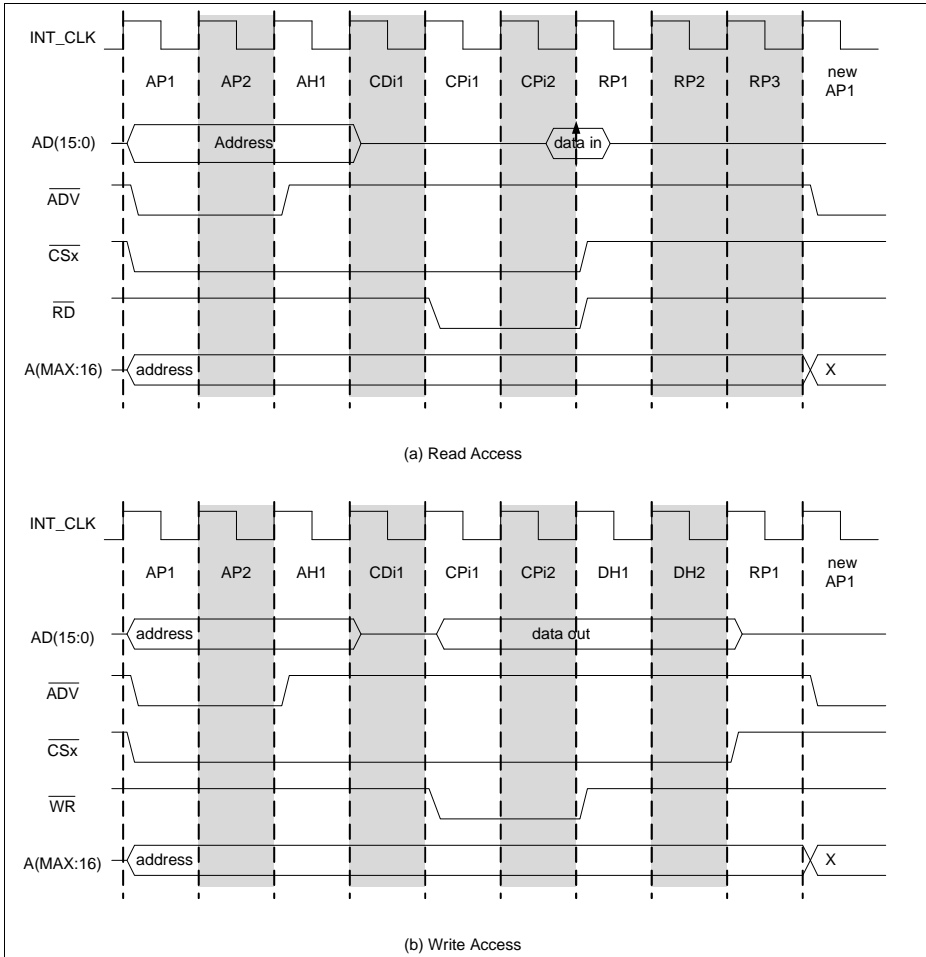 INT_CLK
AP1 AP2 AH1 CDi1 CPi1 CPi2 RP1 RP2 RP3 new AP1
AD(15:0) Address data in
ADV
CSx
RD
A(MAX:16) address X
(a) Read Access
INT_CLK
AP1 AP2 AH1 CDi1 CPi1 CPi2 DH1 DH2 RP1 new AP1
AD(15:0) address data out
ADV
CSx
WR
A(MAX:16) address X
(b) Write Access